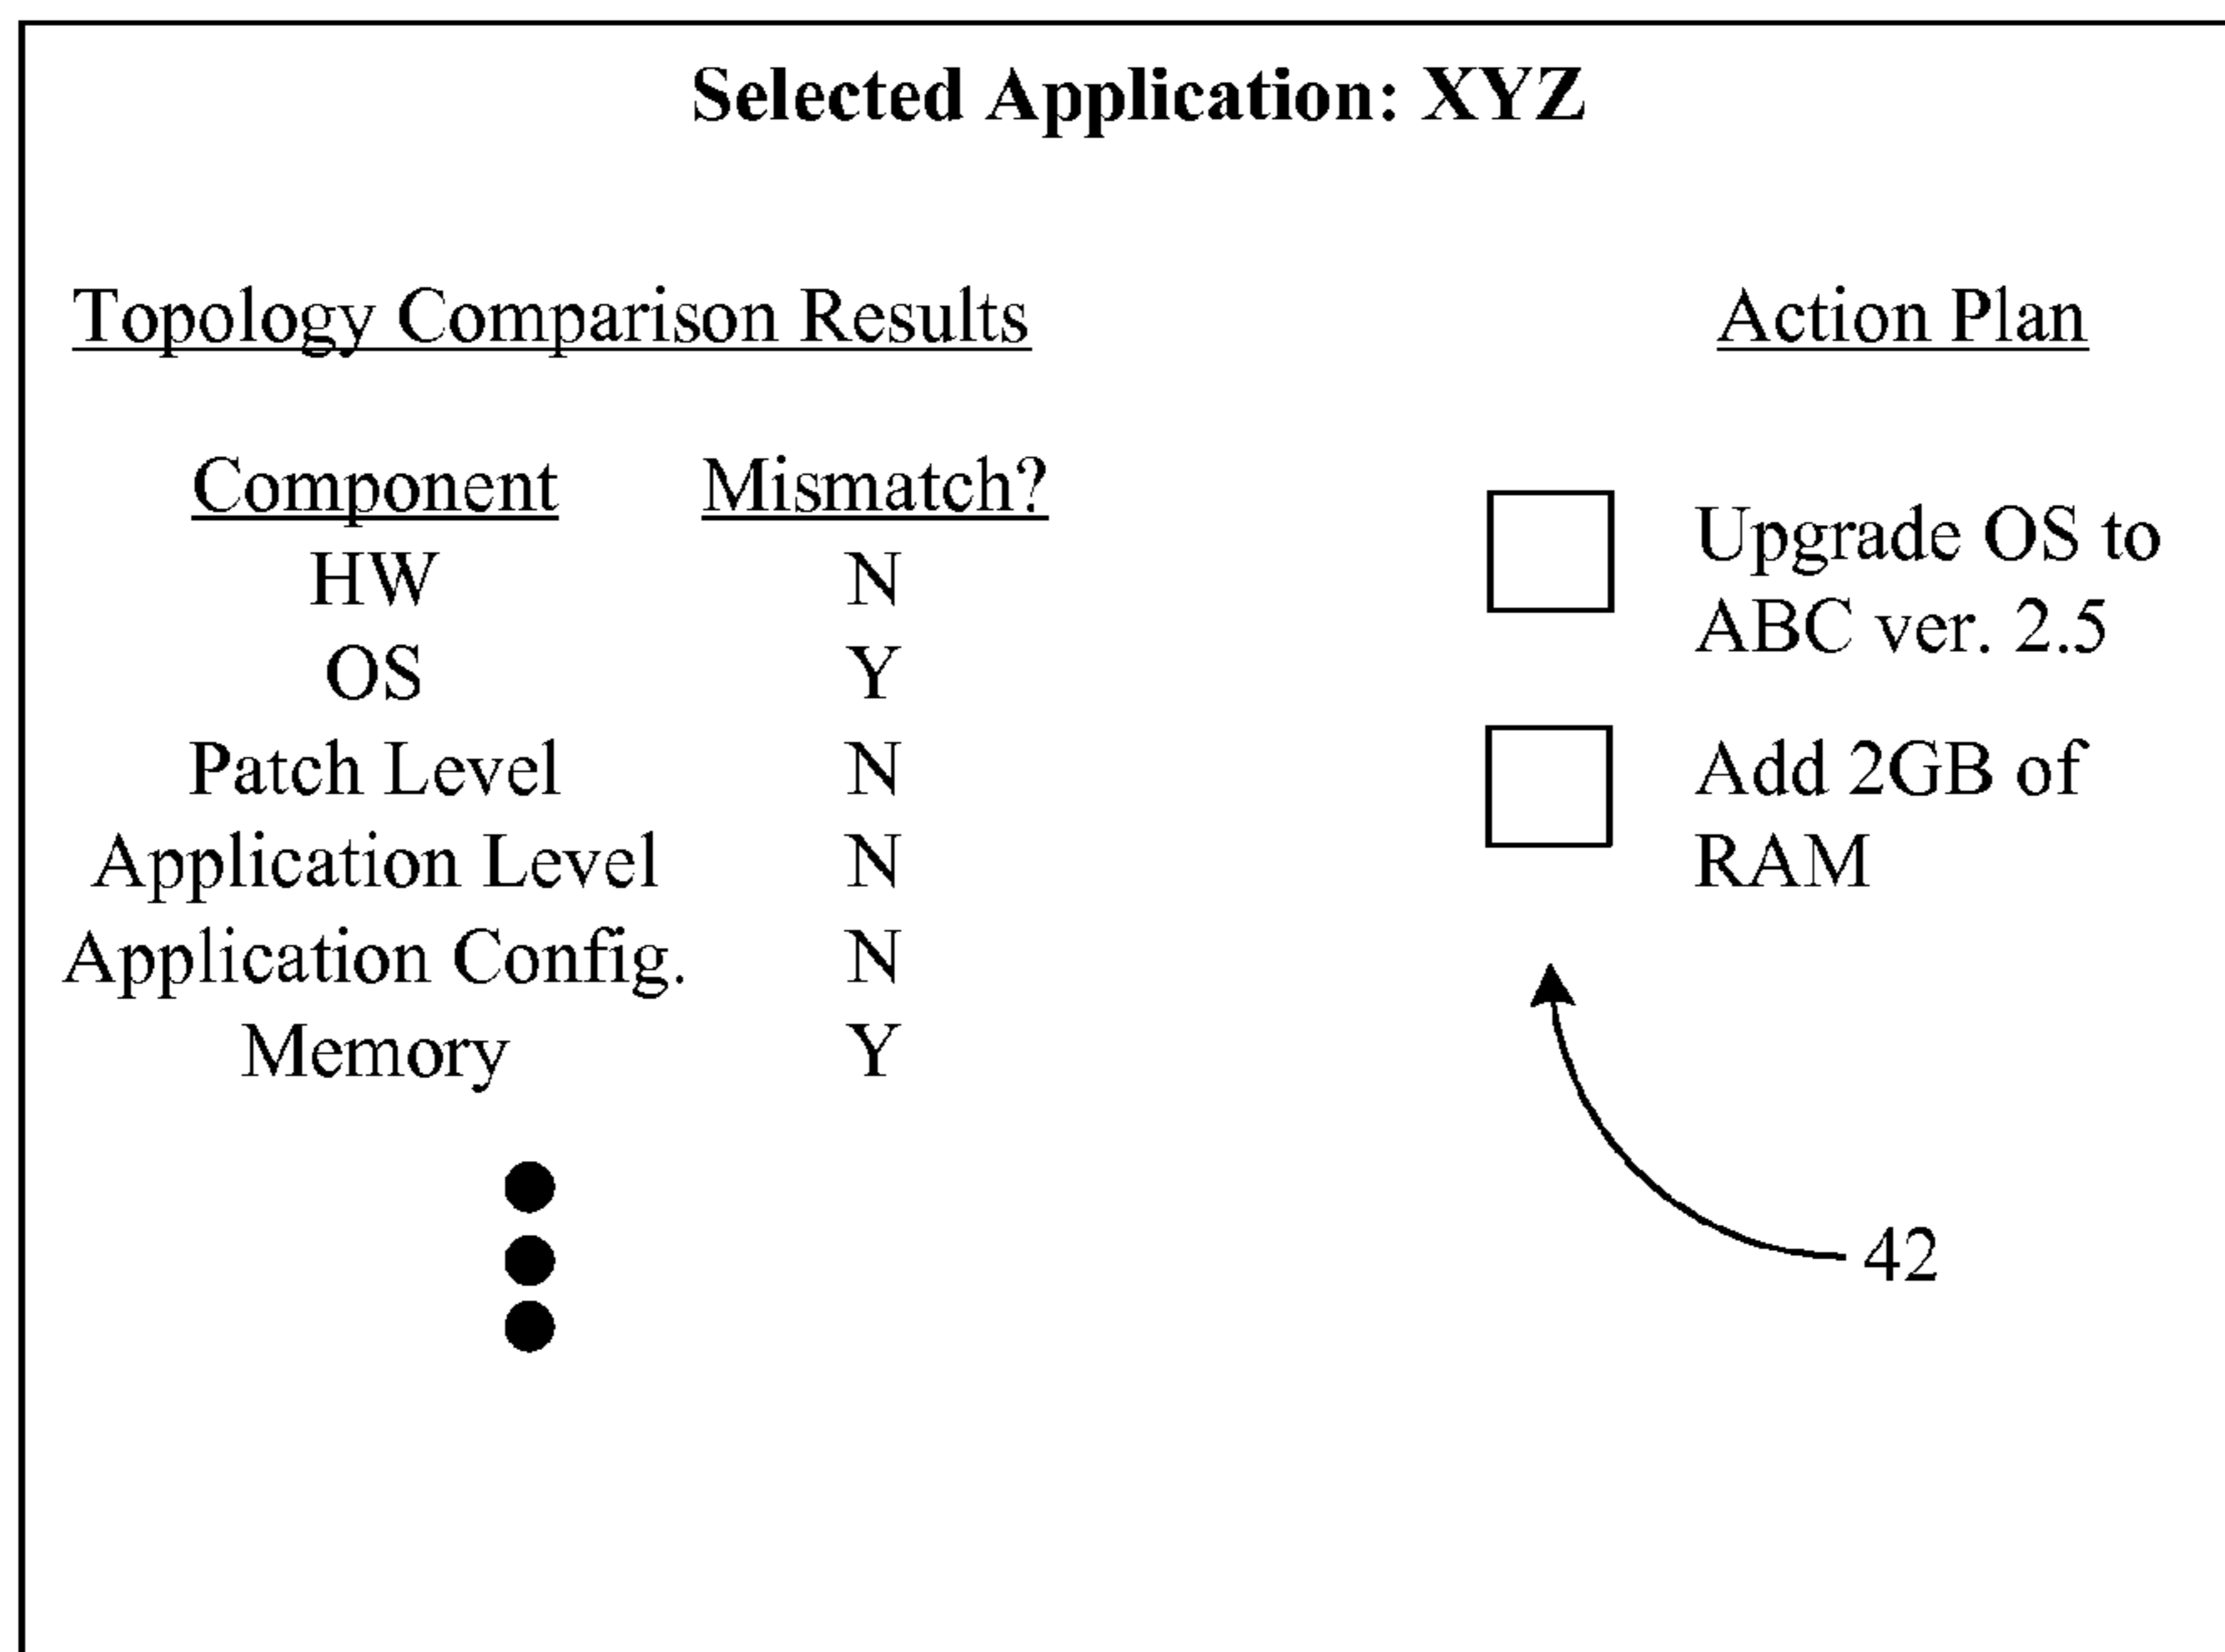 Selected Application: XYZ
Topology Comparison Results
Component Mismatch?
HW N
OS Y
Patch Level N
Application Level N
Application Config. N
Memory Y
Action Plan
Upgrade OS to
ABC ver. 2.5
Add 2GB of
RAM
42